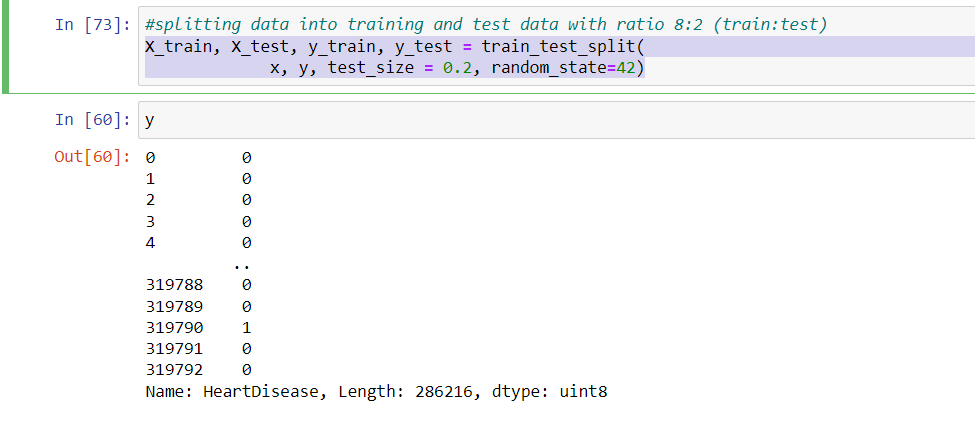 In [73]: #splitting data into training and test data with ratio 8:2 (train:test)
X_train, X_test, y_train, y_test = train_test_split(
x, y, test_size = 0.2, random_state=42)
In [60]: y
Out[60]: 0 0
1 0
2 0
3 0
4 0
..
319788 0
319789 0
319790 1
319791 0
319792 0
Name: HeartDisease, Length: 286216, dtype: uint8